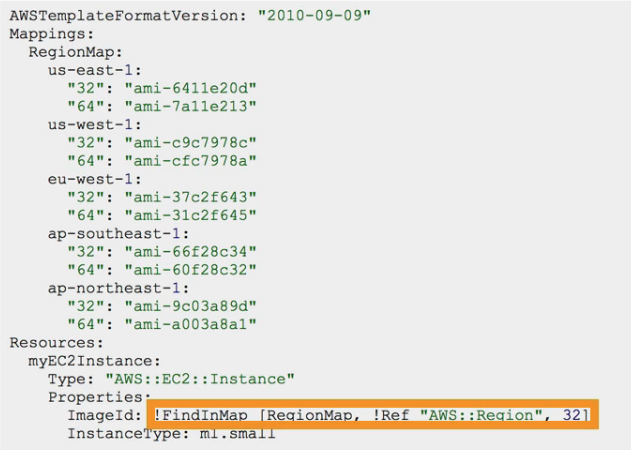 AWSTemplateFormatVersion: "2010-09-09"
Mappings:
  RegionMap:
    us-east-1:
      "32": "ami-6411e20d"
      "64": "ami-7a11e213"
    us-west-1:
      "32": "ami-c9c7978c"
      "64": "ami-cfc7978a"
    eu-west-1:
      "32": "ami-37c2f643"
      "64": "ami-31c2f645"
    ap-southeast-1:
      "32": "ami-66f28c34"
      "64": "ami-60f28c32"
    ap-northeast-1:
      "32": "ami-9c03a89d"
      "64": "ami-a003a8a1"
Resources:
  myEC2Instance:
    Type: "AWS::EC2::Instance"
    Properties:
      ImageId: !FindInMap [RegionMap, !Ref "AWS::Region", 32]
      InstanceType: m1.small